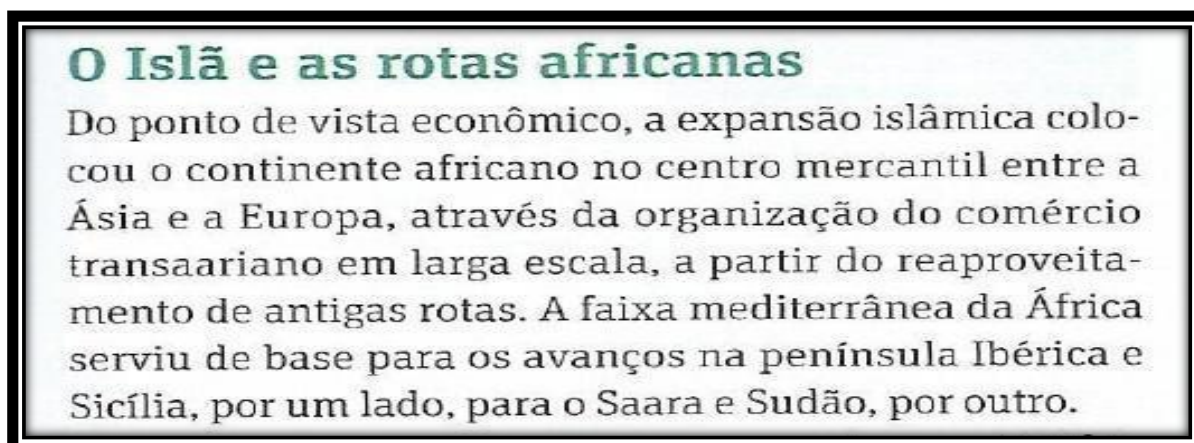 O Islã e as rotas africanas
Do ponto de vista econômico, a expansão islâmica colo-
cou o continente africano no centro mercantil entre a
Ásia e a Europa, através da organização do comércio
transaariano em larga escala, a partir do reaproveita-
mento de antigas rotas. A faixa mediterrânea da África
serviu de base para os avanços na península Ibérica e
Sicília, por um lado, para o Saara e Sudão, por outro.